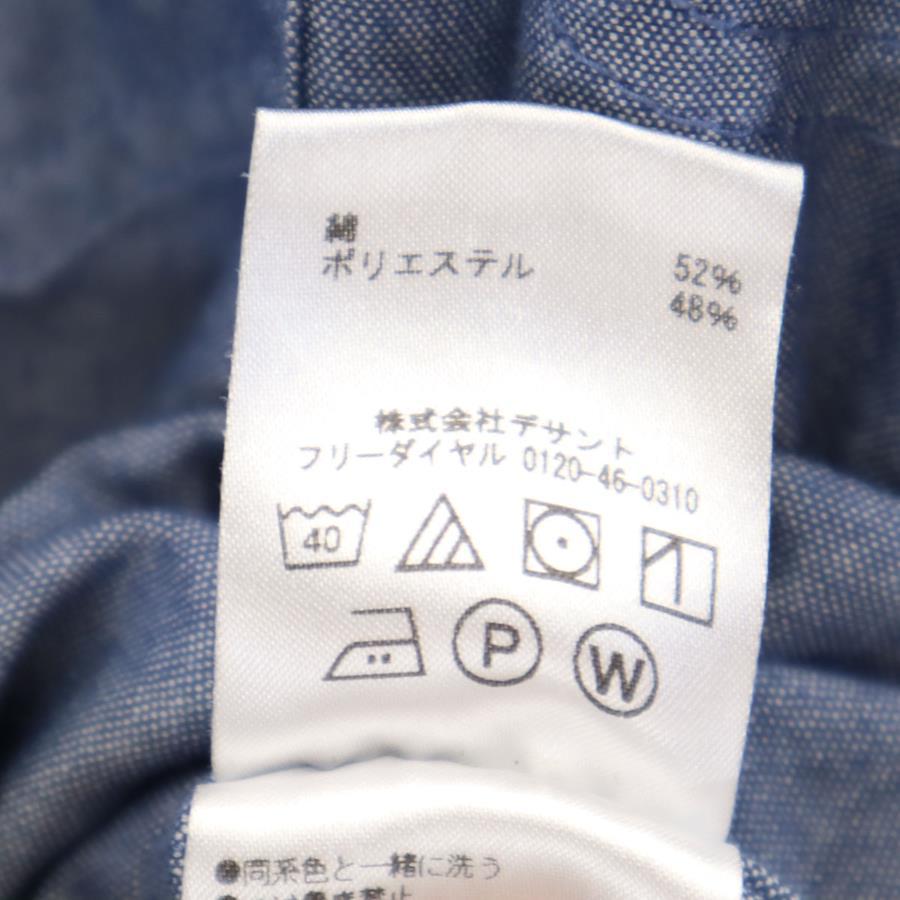 綿
ポリエステル 52%
48%
株式会社デサント
フリーダイヤル 0120-46-0310
40
P
W
●同系色と一緒に洗う